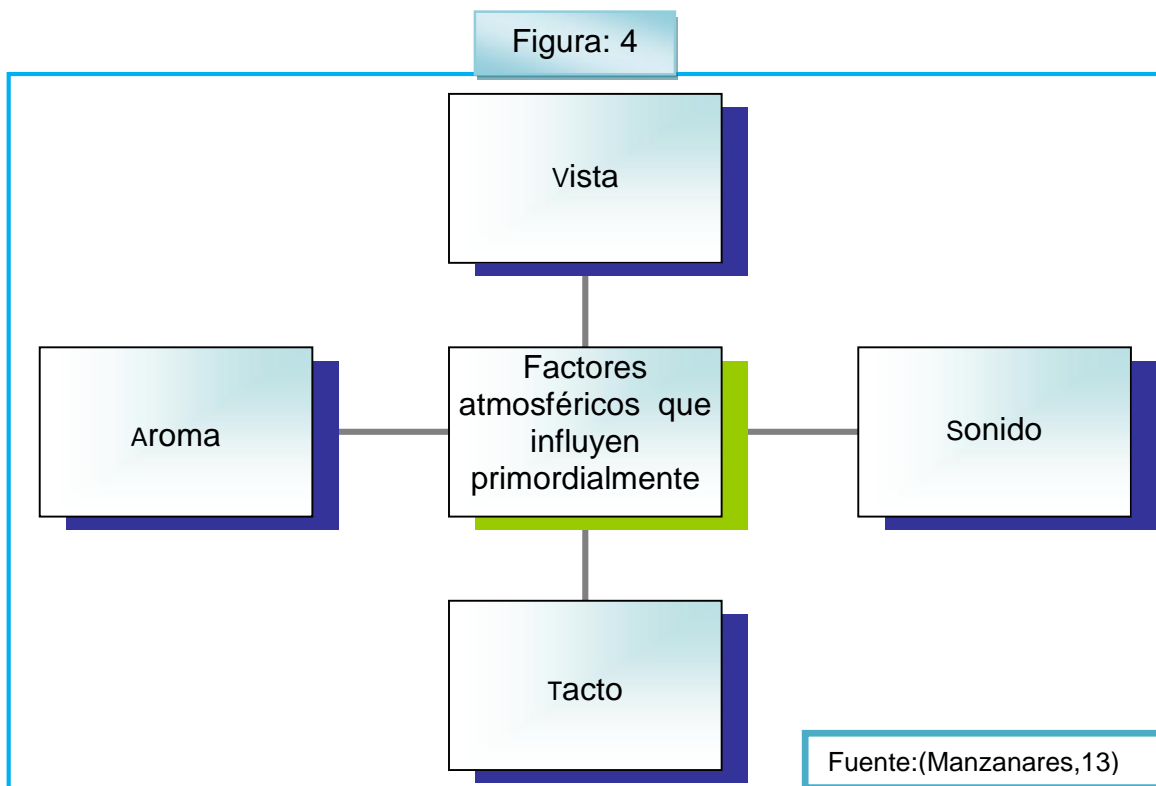 Figura: 4
Vista
Aroma
Factores
atmosféricos que
influyen
primordialmente
Sonido
Tacto
Fuente:(Manzanares,13)